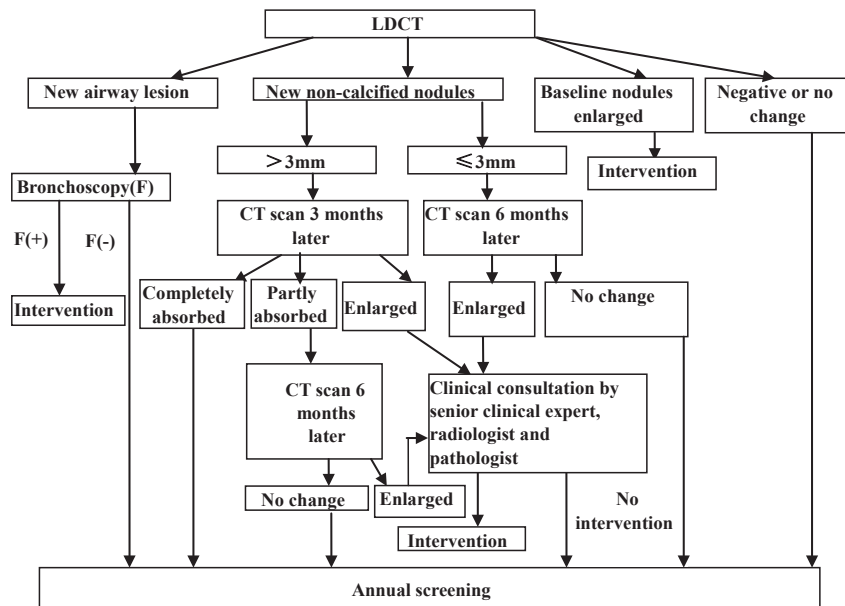 LDCT
New airway lesion
New non-calcified nodules
Baseline nodules
enlarged
Negative or no
change
>3mm
≤3mm
Intervention
Bronchoscopy(F)
CT scan 3 months
later
CT scan 6 months
later
F(+)
F(-)
Intervention
Completely
absorbed
Partly
absorbed
Enlarged
Enlarged
No change
CT scan 6
months
later
Clinical consultation by
senior clinical expert,
radiologist and
pathologist
No change
Enlarged
No
intervention
Intervention
Annual screening